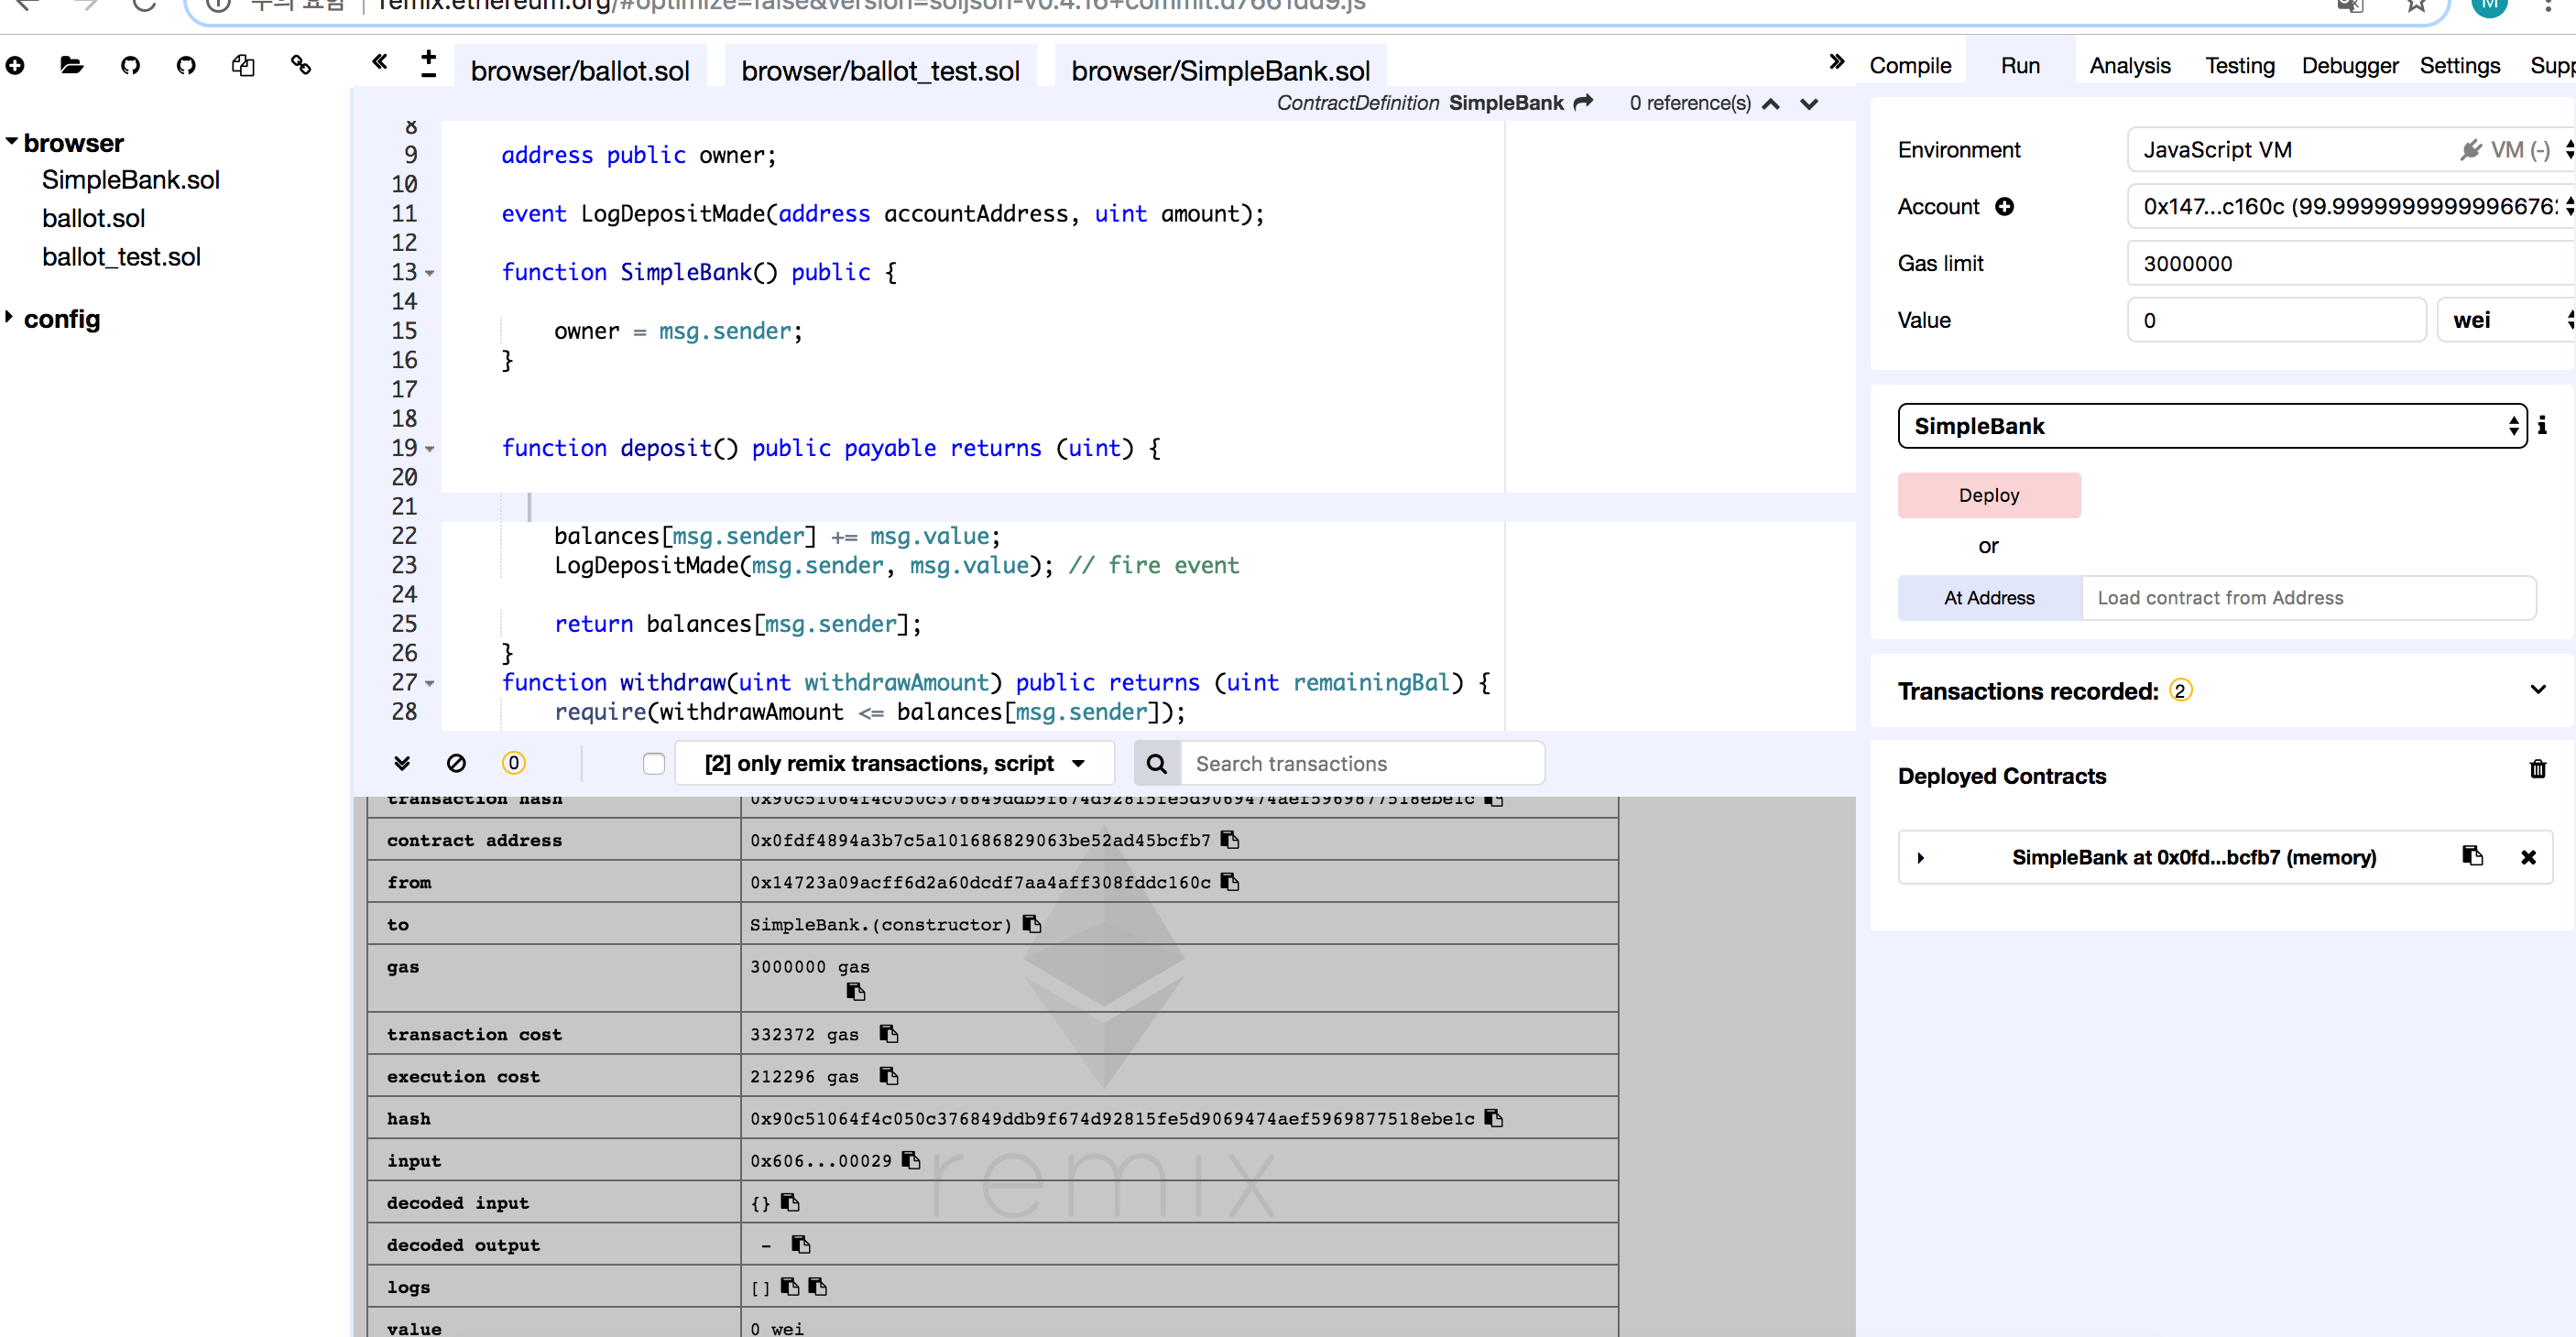 주의 요함 | remix.ethereum.org/#optimize=false&version=soljson-v0.4.16+commit.d7661dd9.js
M
browser/ballot.sol browser/ballot_test.sol browser/SimpleBank.sol
Compile Run Analysis Testing Debugger Settings Supp
ContractDefinition SimpleBank 0 reference(s)
browser
SimpleBank.sol
ballot.sol
ballot_test.sol
config
8
9 address public owner;
10
11 event LogDepositMade(address accountAddress, uint amount);
12
13 function SimpleBank() public {
14
15 owner = msg.sender;
16 }
17
18
19 function deposit() public payable returns (uint) {
20
21
22 balances[msg.sender] += msg.value;
23 LogDepositMade(msg.sender, msg.value); // fire event
24
25 return balances[msg.sender];
26 }
27 function withdraw(uint withdrawAmount) public returns (uint remainingBal) {
28 require(withdrawAmount <= balances[msg.sender]);
0 [2] only remix transactions, script Search transactions
transaction hash 0x90c51064f4c050c376849ddb9f674d92815fe5d9069474aef5969877518ebe1c
contract address 0x0fdf4894a3b7c5a101686829063be52ad45bcfb7
from 0x14723a09acff6d2a60dcdf7aa4aff308fddc160c
to SimpleBank.(constructor)
gas 3000000 gas
transaction cost 332372 gas
execution cost 212296 gas
hash 0x90c51064f4c050c376849ddb9f674d92815fe5d9069474aef5969877518ebe1c
input 0x606...00029
decoded input {}
decoded output -
logs []
value 0 wei
remix
Environment JavaScript VM VM (-)
Account 0x147...c160c (99.9999999999996676
Gas limit 3000000
Value 0 wei
SimpleBank
Deploy
or
At Address Load contract from Address
Transactions recorded: 2
Deployed Contracts
SimpleBank at 0x0fd...bcfb7 (memory)